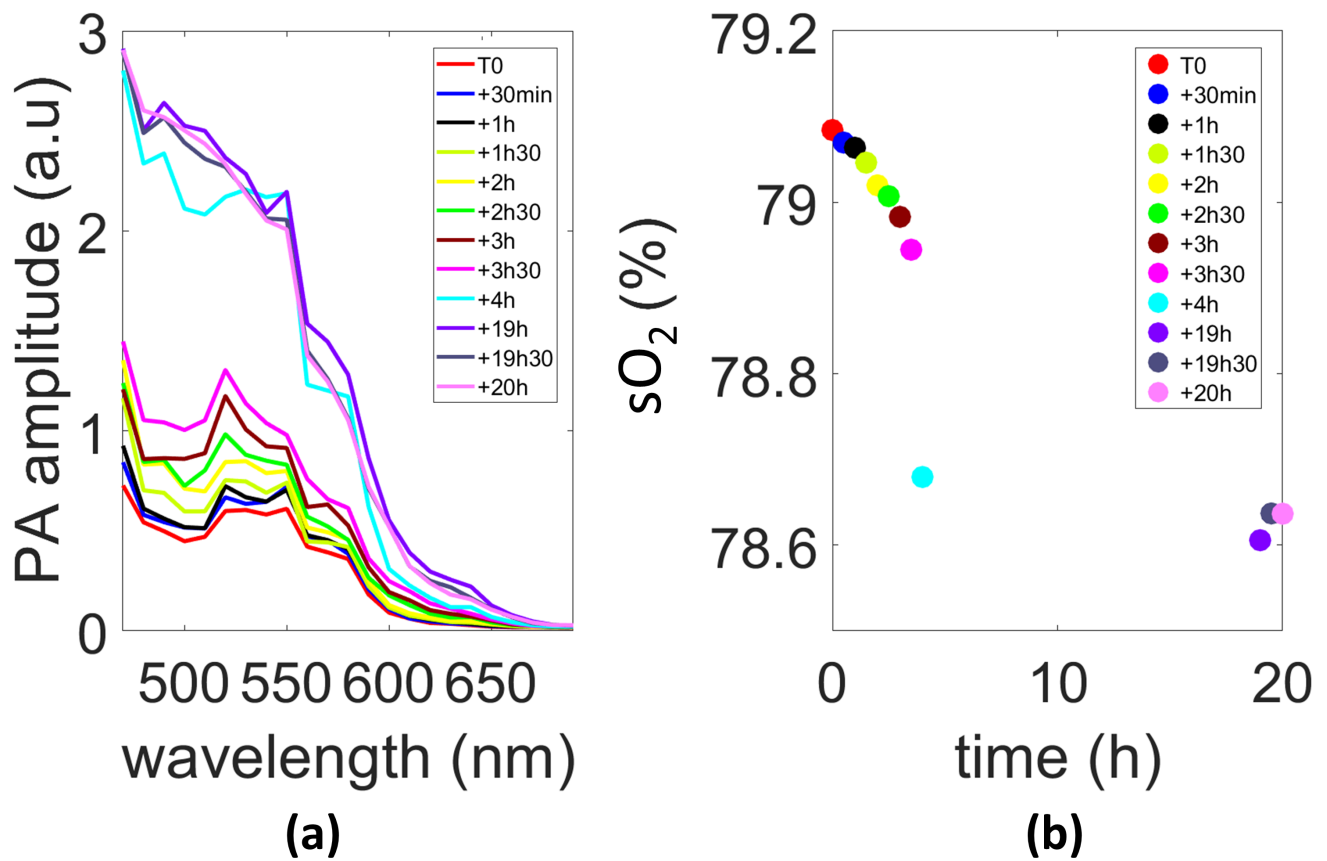 3
2
1
0
PA amplitude (a.u)
500 550 600 650
wavelength (nm)
T0
+30min
+1h
+1h30
+2h
+2h30
+3h
+3h30
+4h
+19h
+19h30
+20h
(a)
79.2
79
78.8
78.6
sO₂ (%)
0 10 20
time (h)
T0
+30min
+1h
+1h30
+2h
+2h30
+3h
+3h30
+4h
+19h
+19h30
+20h
(b)